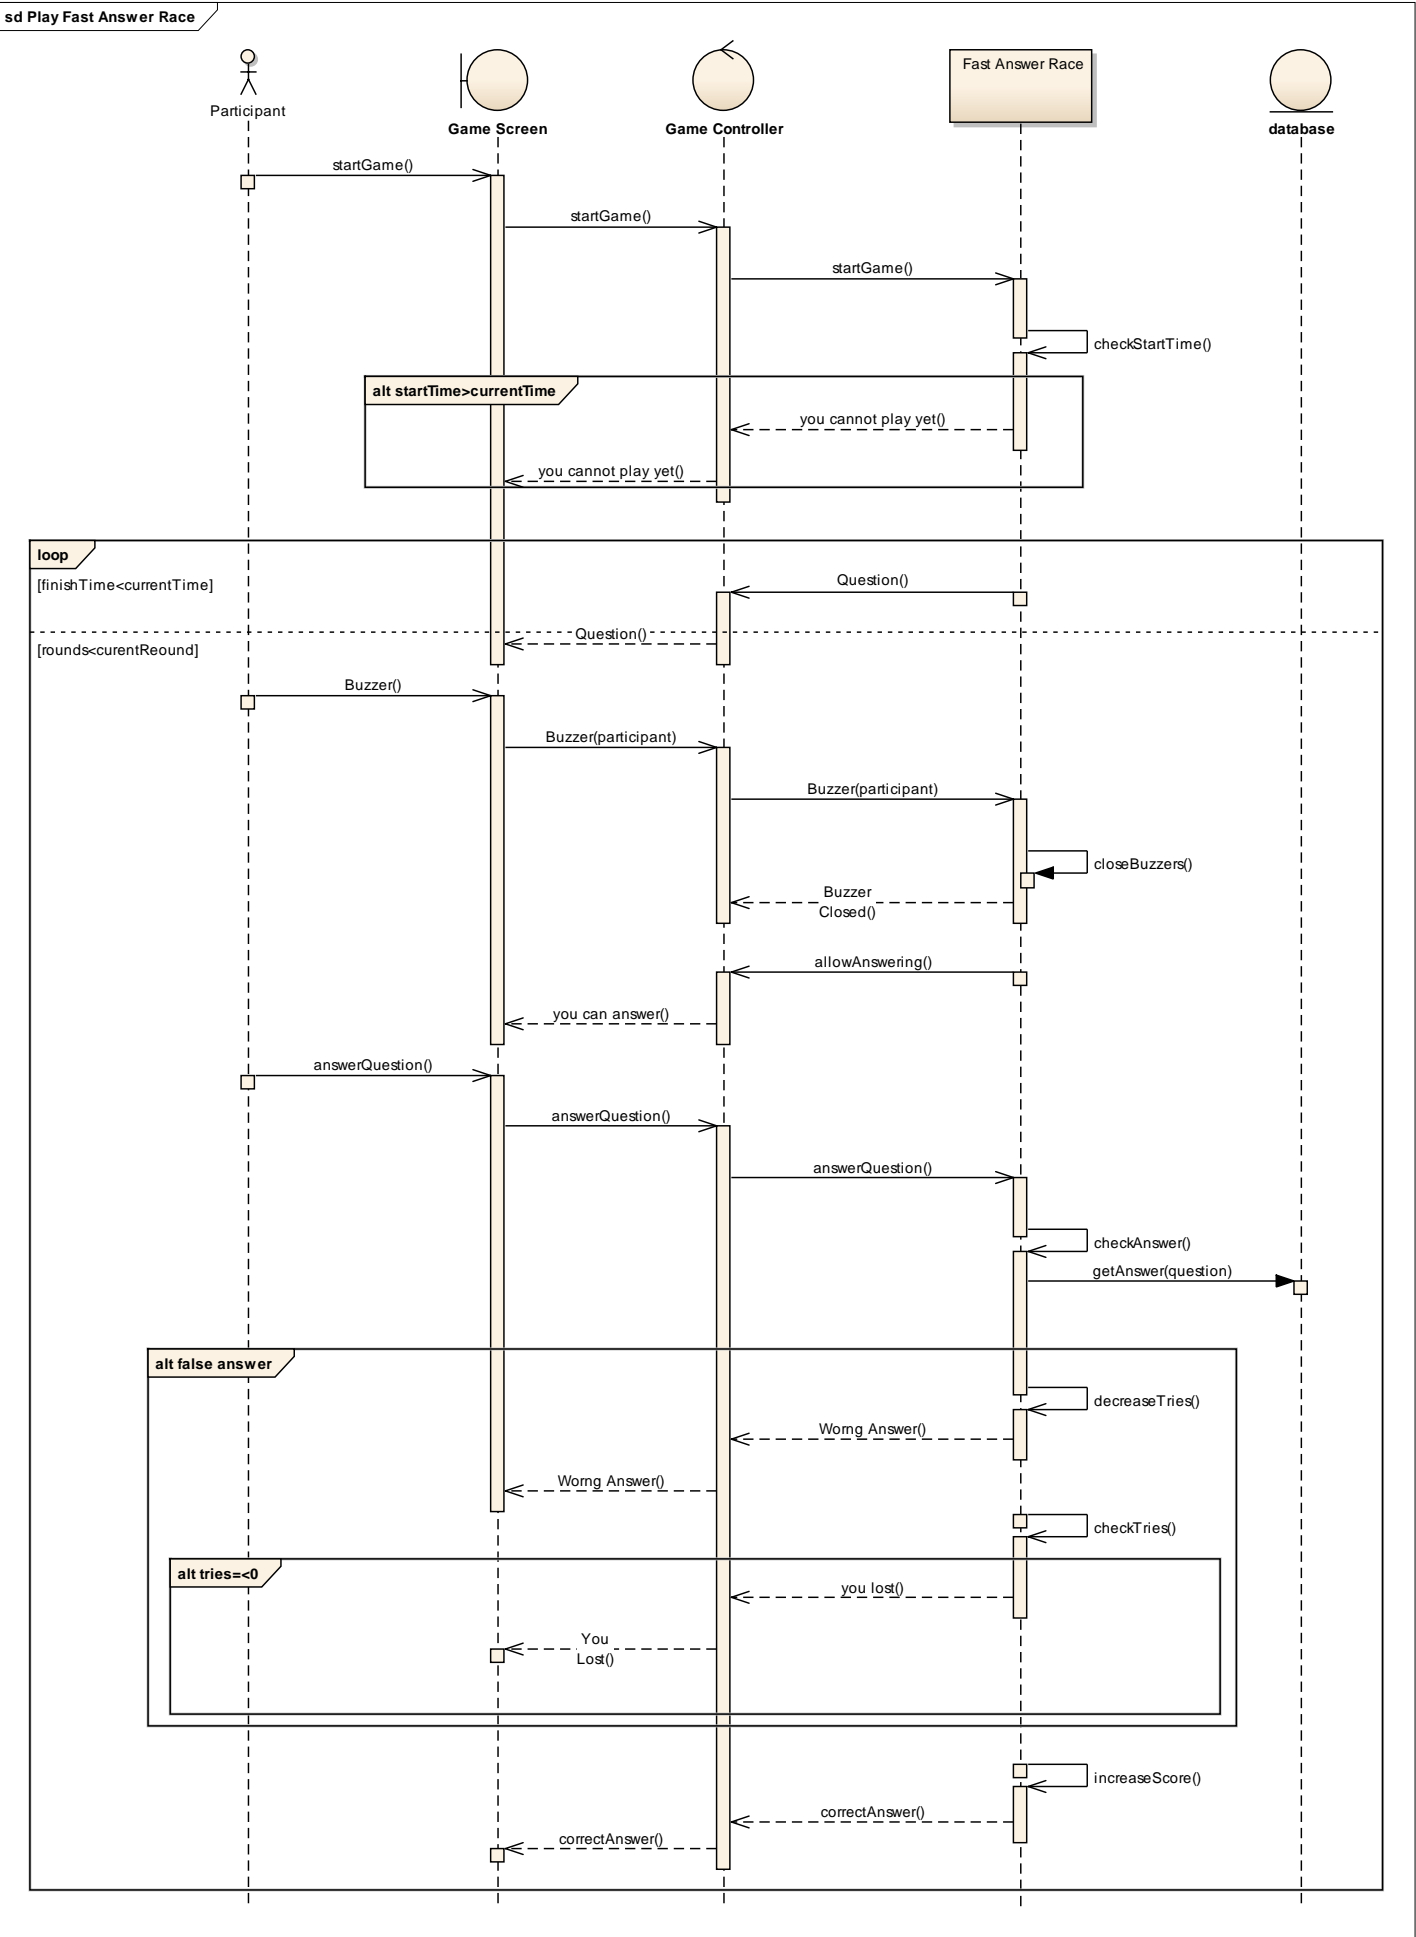 sd Play Fast Answer Race
Participant
Game Screen
Game Controller
Fast Answer Race
database
startGame()
startGame()
startGame()
checkStartTime()
alt startTime>currentTime
you cannot play yet()
you cannot play yet()
loop
[finishTime<currentTime]
Question()
Question()
[rounds<curentReound]
Buzzer()
Buzzer(participant)
Buzzer(participant)
closeBuzzers()
Buzzer
Closed()
allowAnswering()
you can answer()
answerQuestion()
answerQuestion()
answerQuestion()
checkAnswer()
getAnswer(question)
alt false answer
decreaseTries()
Worng Answer()
Worng Answer()
checkTries()
alt tries=<0
you lost()
You
Lost()
increaseScore()
correctAnswer()
correctAnswer()